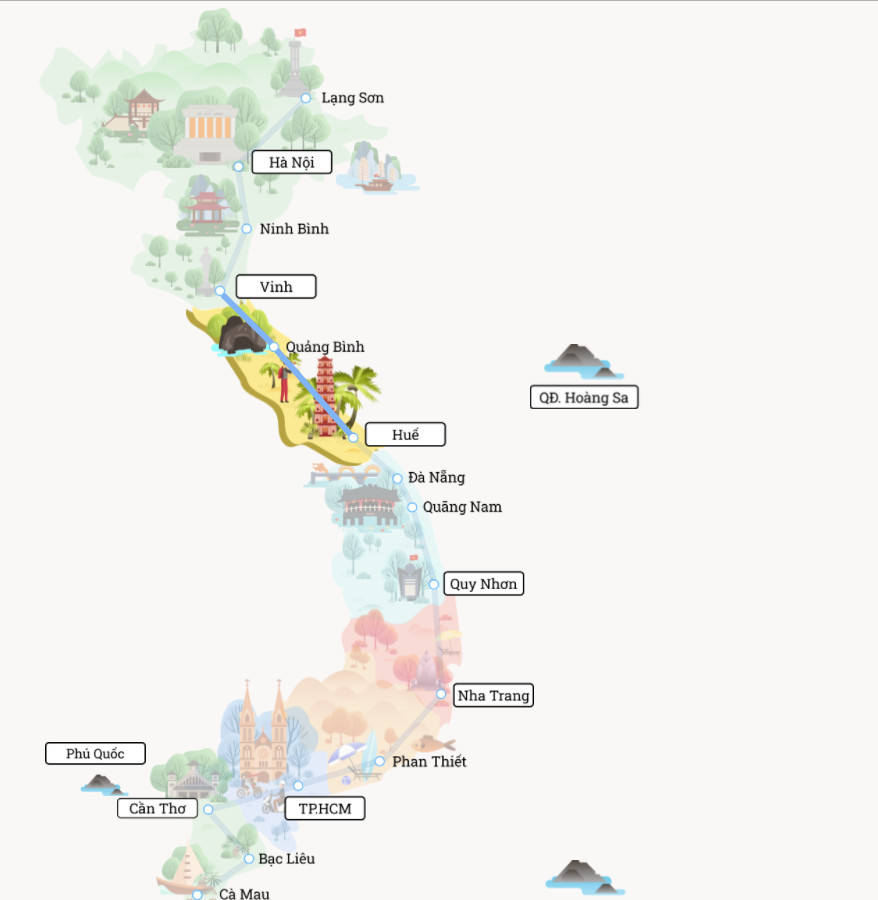 Lạng Sơn
Hà Nội
Ninh Bình
Vinh
Quảng Bình
QĐ. Hoàng Sa
Huế
Đà Nẵng
Quãng Nam
Quy Nhơn
Nha Trang
Phú Quốc
Phan Thiết
Cần Thơ
TP.HCM
Bạc Liêu
Cà Mau